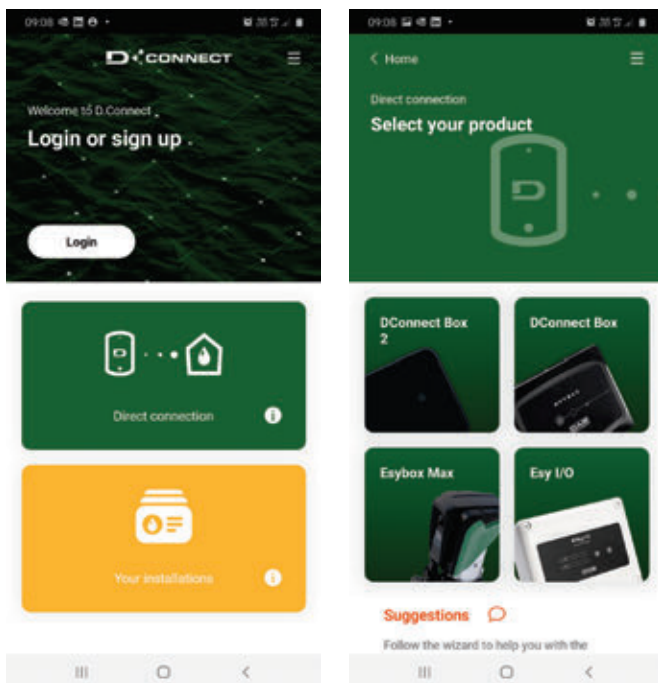 09:08
D CONNECT
Welcome to D.Connect
Login or sign up
Login
Direct connection
Your installations
09:08
Home
Direct connection
Select your product
D
DConnect Box
2
DConnect Box
Esybox Max
Esy I/O
Suggestions
Follow the wizard to help you with the